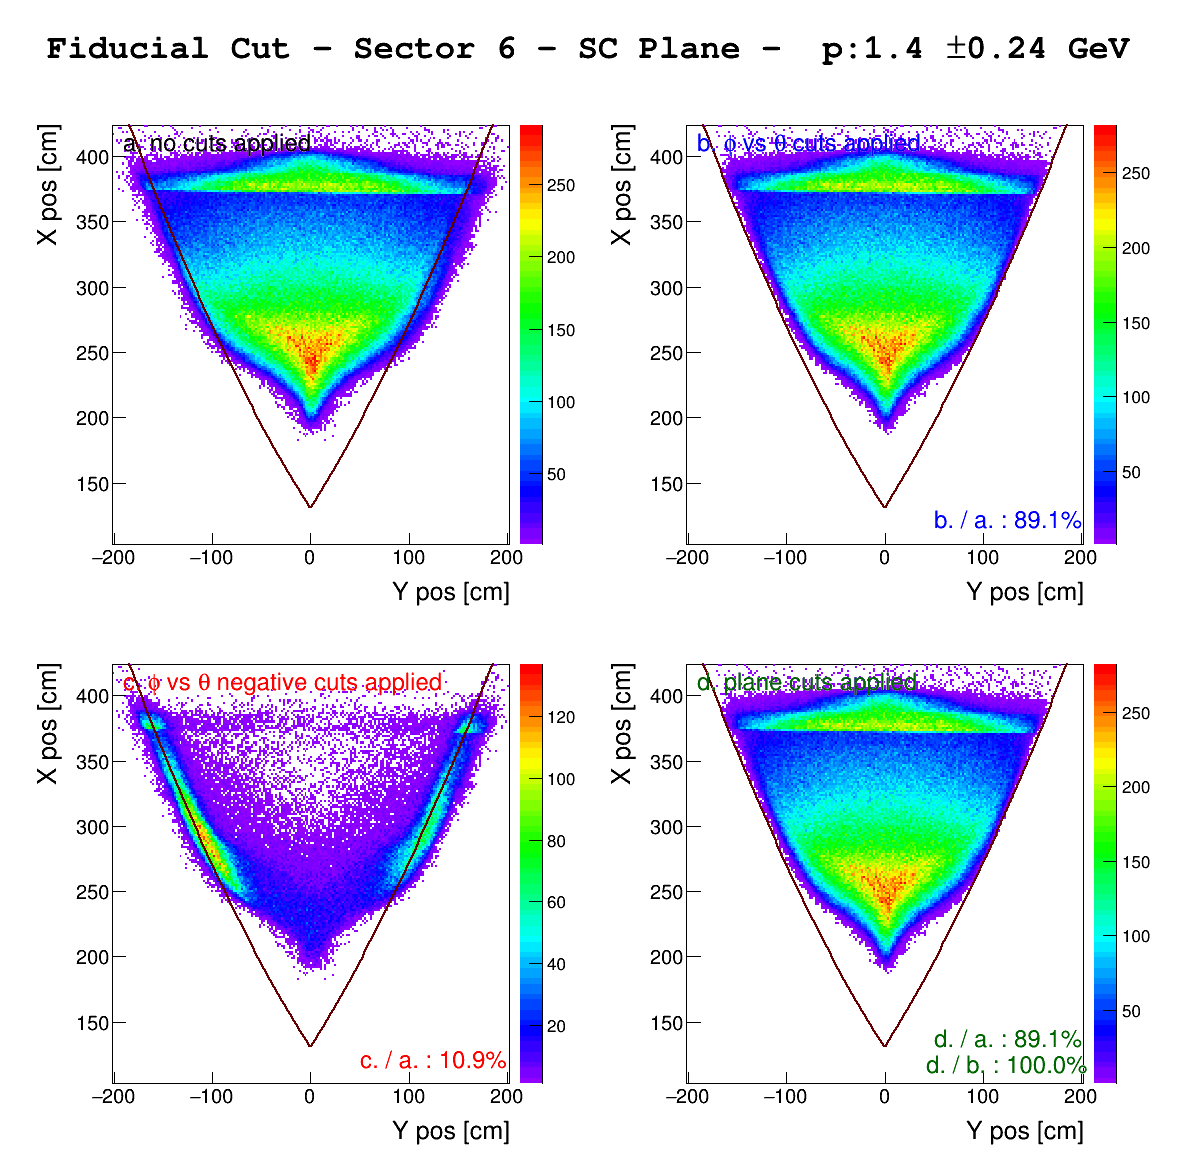 Fiducial Cut – Sector 6 – SC Plane – p:1.4 ±0.24 GeV
a. no cuts applied
X pos [cm]
400
350
300
250
200
150
−200 −100 0 100 200
Y pos [cm]
250
200
150
100
50
b. ϕ vs θ cuts applied
X pos [cm]
400
350
300
250
200
150
b. / a. : 89.1%
−200 −100 0 100 200
Y pos [cm]
250
200
150
100
50
c. ϕ vs θ negative cuts applied
X pos [cm]
400
350
300
250
200
150
c. / a. : 10.9%
−200 −100 0 100 200
Y pos [cm]
120
100
80
60
40
20
d. plane cuts applied
X pos [cm]
400
350
300
250
200
150
d. / a. : 89.1%
d. / b. : 100.0%
−200 −100 0 100 200
Y pos [cm]
250
200
150
100
50